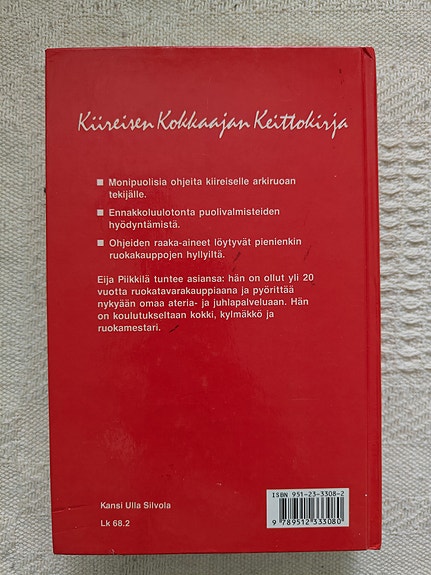 Kiireisen Kokkaajan Keittokirja
Monipuolisia ohjeita kiireiselle arkiruoan
tekijälle.
Ennakkoluulotonta puolivalmisteiden
hyödyntämistä.
Ohjeiden raaka-aineet löytyvät pienienkin
ruokakauppojen hyllyiltä.
Eija Piikkilä tuntee asiansa: hän on ollut yli 20
vuotta ruokatavarakauppiaana ja pyörittää
nykyään omaa ateria- ja juhlapalveluaan. Hän
on koulutukseltaan kokki, kylmäkkö ja
ruokamestari.
Kansi Ulla Silvola
Lk 68.2
ISBN 951-23-3308-2
9 789512 333080